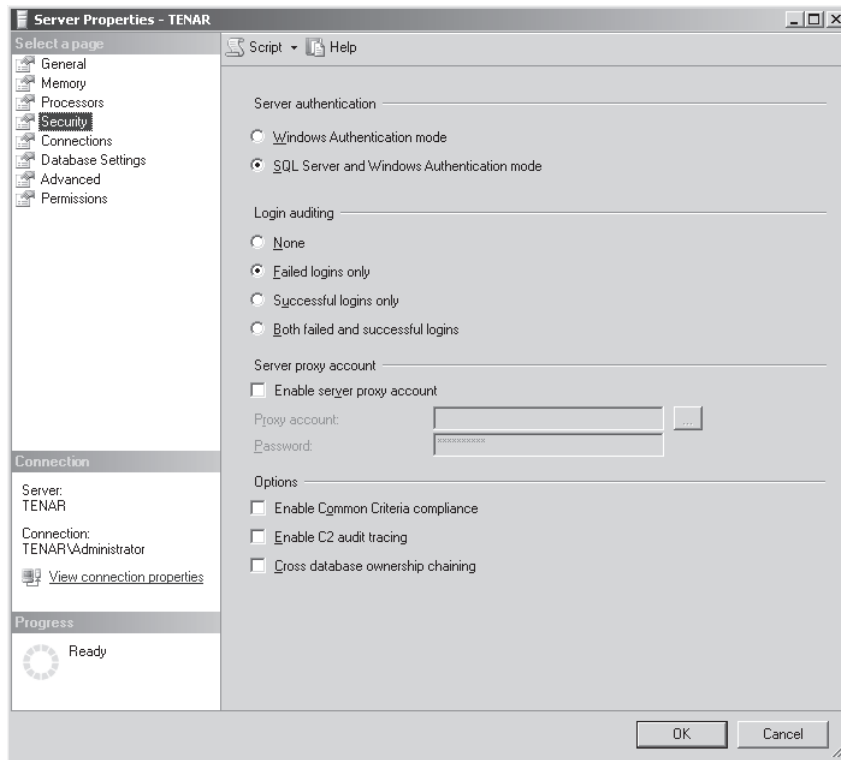 Server Properties - TENAR
Select a page
General
Memory
Processors
Security
Connections
Database Settings
Advanced
Permissions
Script
Help
Server authentication
Windows Authentication mode
SQL Server and Windows Authentication mode
Login auditing
None
Failed logins only
Successful logins only
Both failed and successful logins
Server proxy account
Enable server proxy account
Proxy account:
...
Password:
**********
Options
Enable Common Criteria compliance
Enable C2 audit tracing
Cross database ownership chaining
Connection
Server:
TENAR
Connection:
TENAR\Administrator
View connection properties
Progress
Ready
OK
Cancel